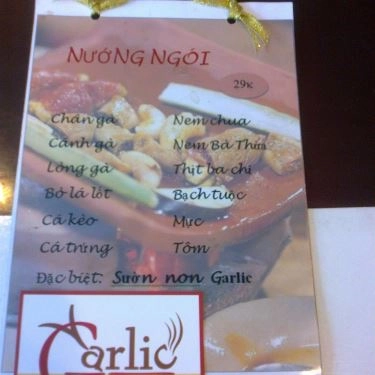 NƯỚNG NGÓI
29K
Chân gà Nem chua
Cánh gà Nem Bà Thím
Lòng gà Thịt ba chỉ
Bò lá lốt Bạch tuộc
Cá kèo Mực
Cá trứng Tôm
Đặc biệt: Sườn non Garlic
Garlic